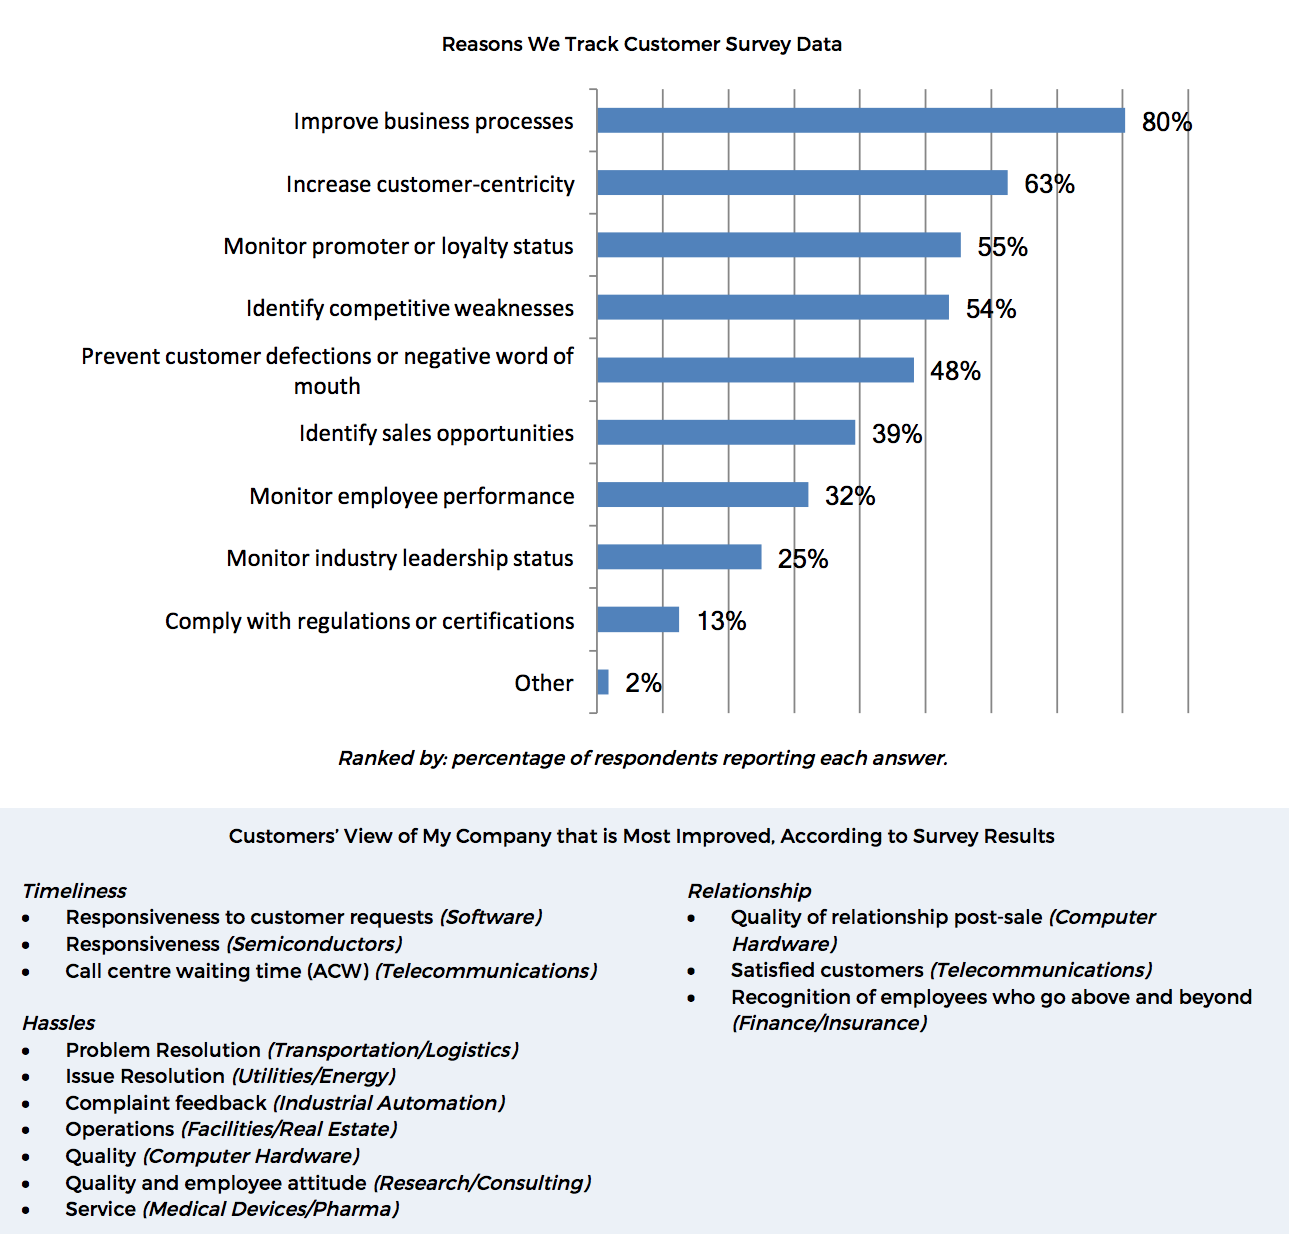 Reasons We Track Customer Survey Data
Improve business processes 80%
Increase customer-centricity 63%
Monitor promoter or loyalty status 55%
Identify competitive weaknesses 54%
Prevent customer defections or negative word of
mouth 48%
Identify sales opportunities 39%
Monitor employee performance 32%
Monitor industry leadership status 25%
Comply with regulations or certifications 13%
Other 2%
Ranked by: percentage of respondents reporting each answer.
Customers’ View of My Company that is Most Improved, According to Survey Results
Timeliness
• Responsiveness to customer requests (Software)
• Responsiveness (Semiconductors)
• Call centre waiting time (ACW) (Telecommunications)
Hassles
• Problem Resolution (Transportation/Logistics)
• Issue Resolution (Utilities/Energy)
• Complaint feedback (Industrial Automation)
• Operations (Facilities/Real Estate)
• Quality (Computer Hardware)
• Quality and employee attitude (Research/Consulting)
• Service (Medical Devices/Pharma)
Relationship
• Quality of relationship post-sale (Computer
Hardware)
• Satisfied customers (Telecommunications)
• Recognition of employees who go above and beyond
(Finance/Insurance)